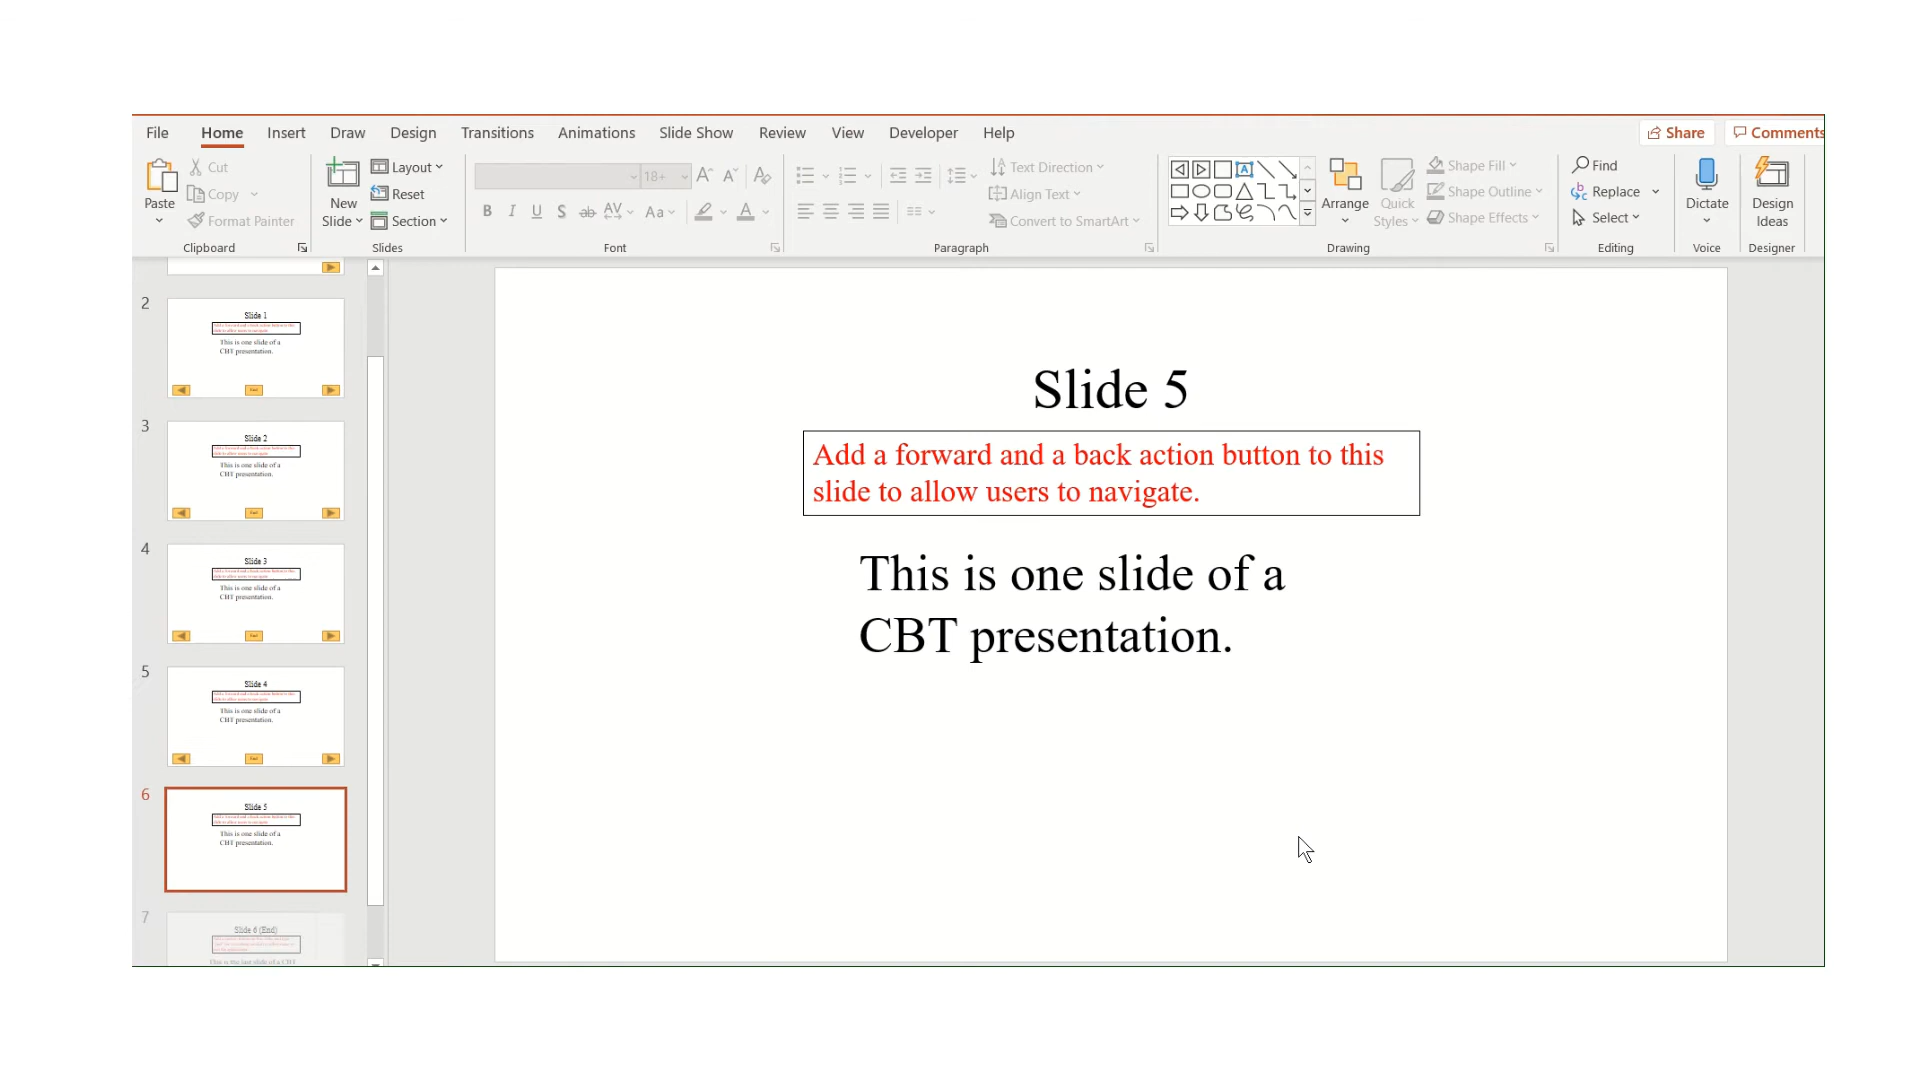 File Home Insert Draw Design Transitions Animations Slide Show Review View Developer Help Share Comments
Paste
Cut
Copy
Format Painter
Clipboard
New
Slide
Layout
Reset
Section
Slides
18+
B I U S ab AV Aa A
Font
Text Direction
Align Text
Convert to SmartArt
Paragraph
Arrange
Quick
Styles
Shape Fill
Shape Outline
Shape Effects
Drawing
Find
Replace
Select
Editing
Dictate
Voice
Design
Ideas
Designer
2
Slide 1
This is one slide of a
CBT presentation.
3
Slide 2
This is one slide of a
CBT presentation.
4
Slide 3
This is one slide of a
CBT presentation.
5
Slide 4
This is one slide of a
CBT presentation.
6
Slide 5
This is one slide of a
CBT presentation.
7
Slide 6 (End)
This is the last slide of a CBT
Slide 5
Add a forward and a back action button to this
slide to allow users to navigate.
This is one slide of a
CBT presentation.